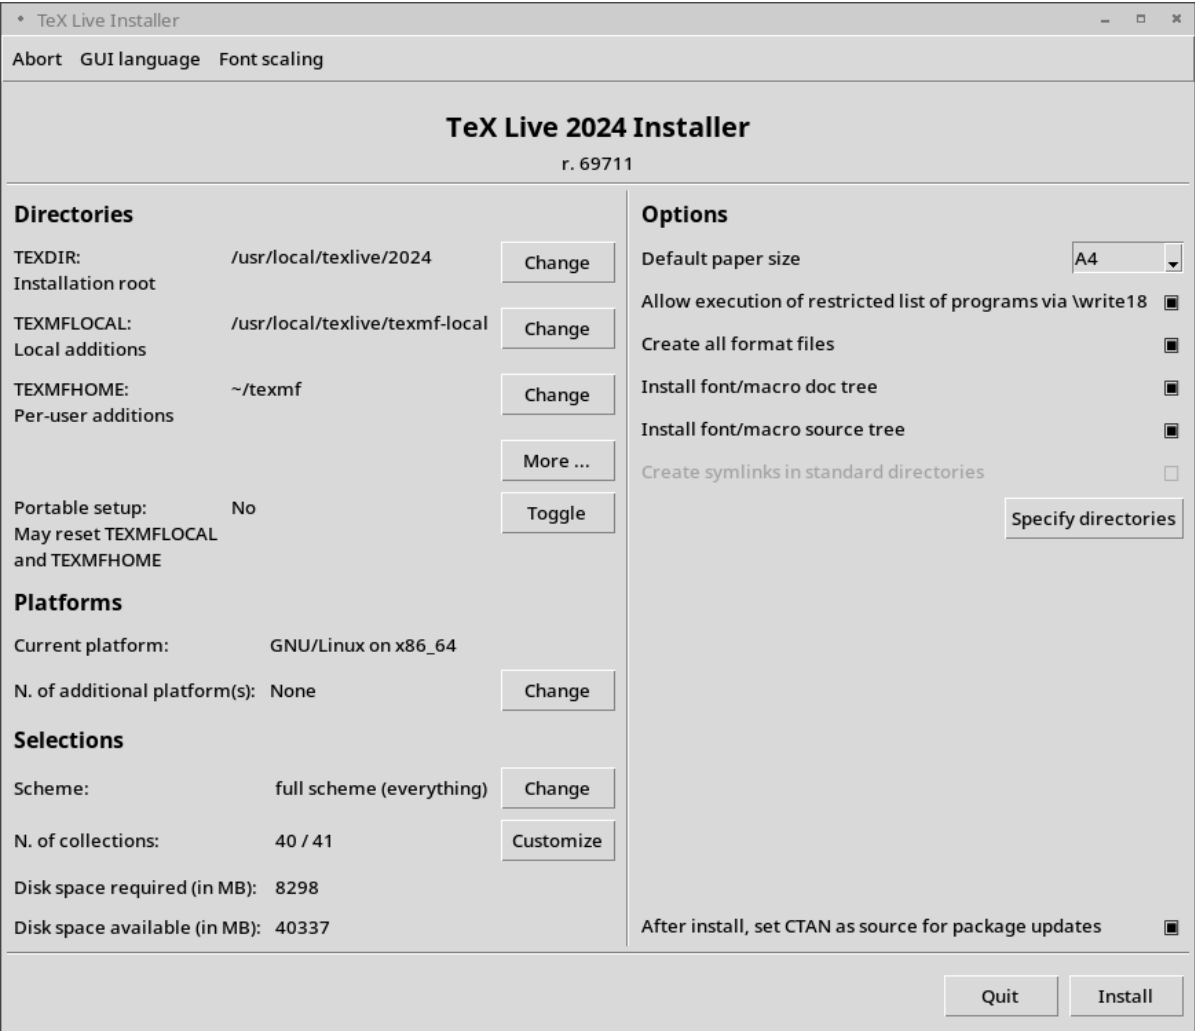 TeX Live Installer
Abort GUI language Font scaling
TeX Live 2024 Installer
r. 69711
Directories
TEXDIR: /usr/local/texlive/2024 Change
Installation root
TEXMFLOCAL: /usr/local/texlive/texmf-local Change
Local additions
TEXMFHOME: ~/texmf Change
Per-user additions
More ...
Portable setup: No Toggle
May reset TEXMFLOCAL
and TEXMFHOME
Platforms
Current platform: GNU/Linux on x86_64
N. of additional platform(s): None Change
Selections
Scheme: full scheme (everything) Change
N. of collections: 40 / 41 Customize
Disk space required (in MB): 8298
Disk space available (in MB): 40337
Options
Default paper size A4
Allow execution of restricted list of programs via \write18
Create all format files
Install font/macro doc tree
Install font/macro source tree
Create symlinks in standard directories
Specify directories
After install, set CTAN as source for package updates
Quit Install